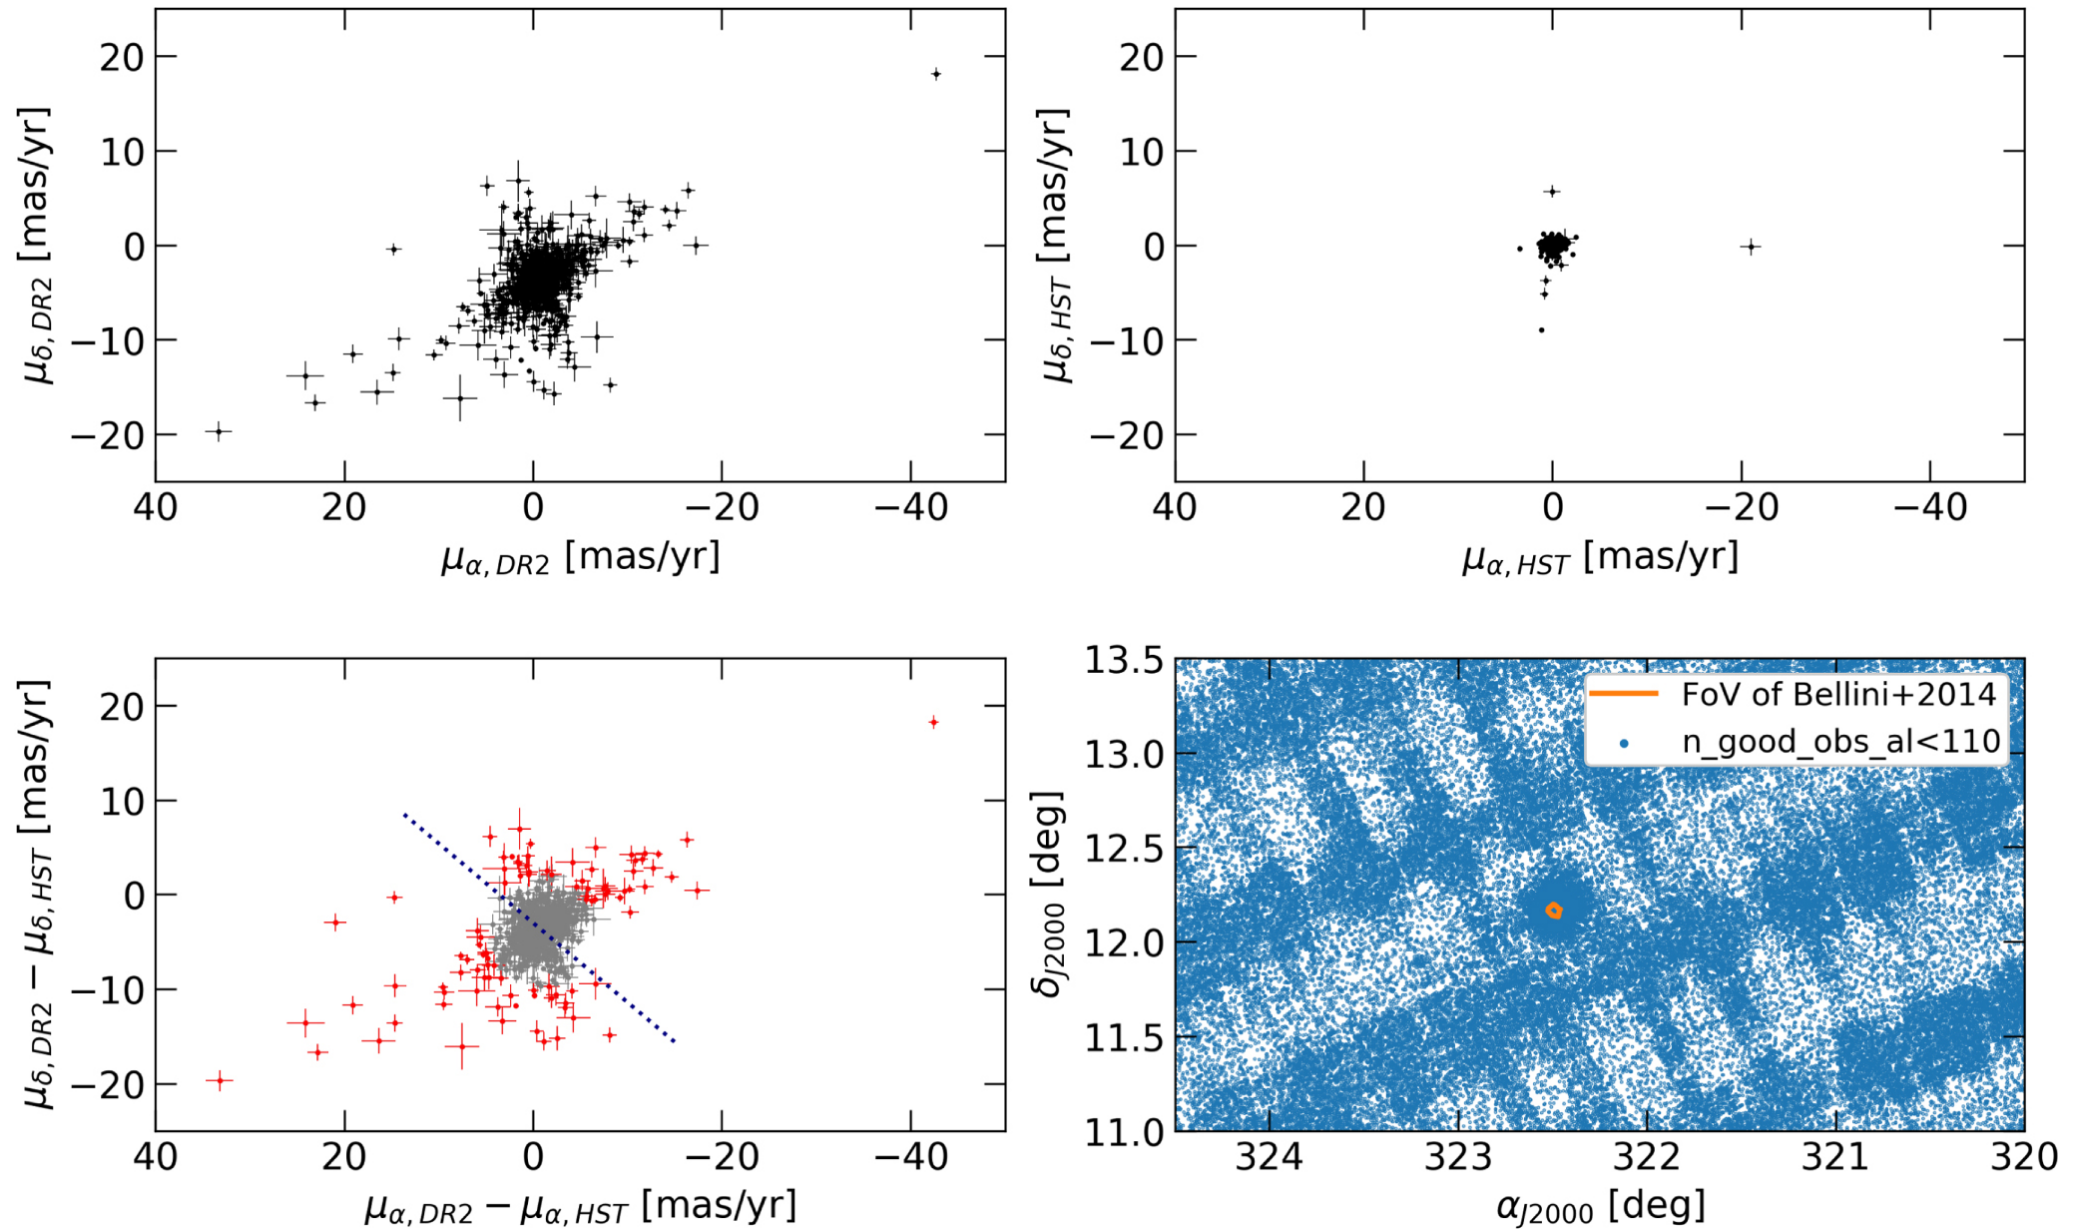 20
10
0
−10
−20
μδ, DR2 [mas/yr]
40 20 0 −20 −40
μα, DR2 [mas/yr]
20
10
0
−10
−20
μδ, HST [mas/yr]
40 20 0 −20 −40
μα, HST [mas/yr]
20
10
0
−10
−20
μδ, DR2 − μδ, HST [mas/yr]
40 20 0 −20 −40
μα, DR2 − μα, HST [mas/yr]
13.5
13.0
12.5
12.0
11.5
11.0
δJ2000 [deg]
FoV of Bellini+2014
n_good_obs_al<110
324 323 322 321 320
αJ2000 [deg]